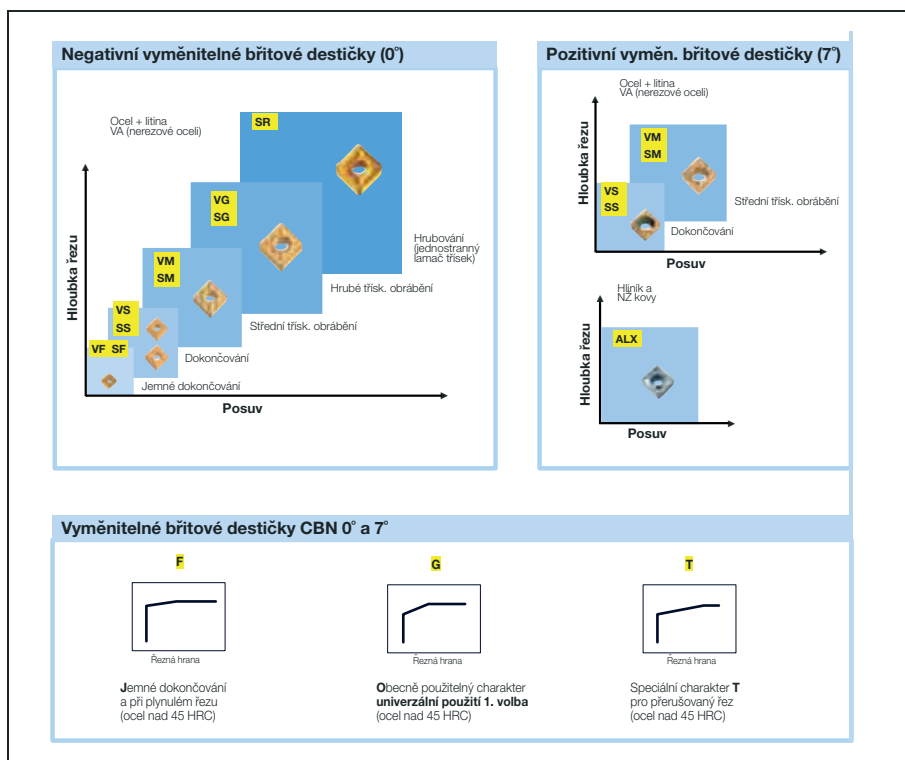 Negativní vyměnitelné břitové destičky (0°)
Ocel + litina
VA (nerezové oceli)
SR
VG
SG
VM
SM
VS
SS
VF SF
Hloubka řezu
Hrubování
(jednostranný
lamač třísek)
Hrubé třísk. obrábění
Střední třísk. obrábění
Dokončování
Jemné dokončování
Posuv
Pozitivní vyměn. břitové destičky (7°)
Ocel + litina
VA (nerezové oceli)
VM
SM
VS
SS
Hloubka řezu
Střední třísk. obrábění
Dokončování
Posuv
Hliník a
NŽ kovy
ALX
Hloubka řezu
Posuv
Vyměnitelné břitové destičky CBN 0° a 7°
F
Řezná hrana
Jemné dokončování
a při plynulém řezu
(ocel nad 45 HRC)
G
Řezná hrana
Obecně použitelný charakter
univerzální použití 1. volba
(ocel nad 45 HRC)
T
Řezná hrana
Speciální charakter T
pro přerušovaný řez
(ocel nad 45 HRC)